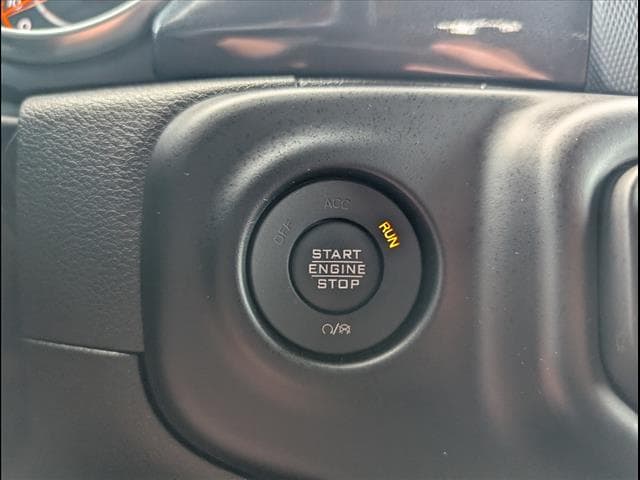 OFF
ACC
RUN
START
ENGINE
STOP